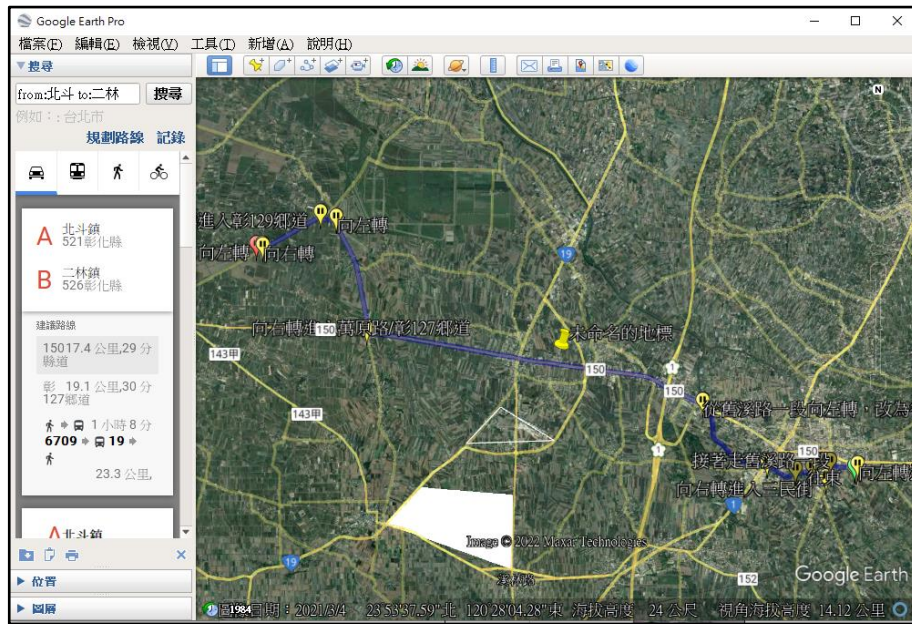 Google Earth Pro
檔案(F) 編輯(E) 檢視(V) 工具(T) 新增(A) 說明(H)
搜尋
from:北斗 to:二林 搜尋
例如：: 台北市
規劃路線 記錄
A 北斗鎮
521彰化縣
B 二林鎮
526彰化縣
建議路線
15017.4 公里,29 分
縣道
彰 19.1 公里,30 分
127鄉道
1 小時 8 分
6709 19
23.3 公里,
A 北斗鎮
位置
圖層
N
進入彰129鄉道
向左轉
向左轉
向右轉
19
向右轉進 150 萬原路/彰127鄉道
未命名的地標
143甲
150
1
150
143甲
從舊溪路一段向左轉，改為
1
150
接著走舊溪路一段
往東
向左轉
向右轉進入三民街
1
Image © 2022 Maxar Technologies
19
溪林路
152
Google Earth
1984
日期：2021/3/4 23°53'37.59"北 120°28'04.28"東 海拔高度 24 公尺 視角海拔高度 14.12 公里